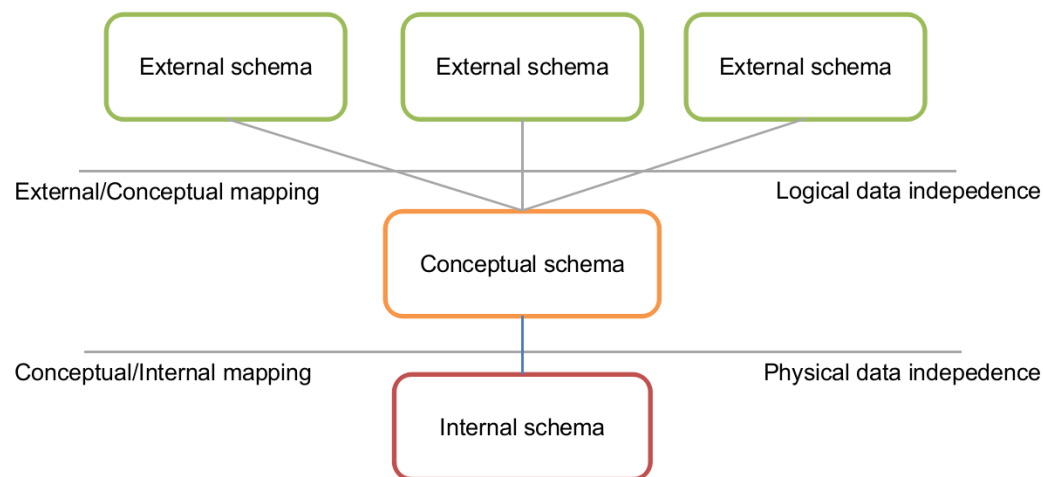 External schema
External schema
External schema
External/Conceptual mapping
Logical data indepedence
Conceptual schema
Conceptual/Internal mapping
Physical data indepedence
Internal schema